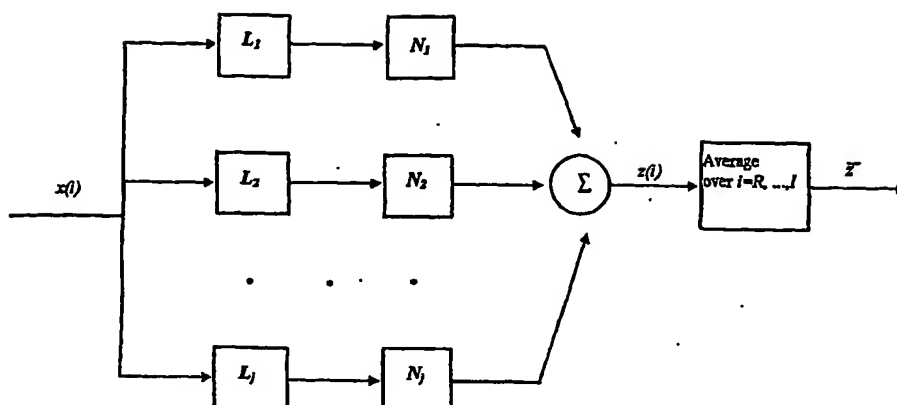 L₁ N₁
x(i) L₂ N₂ Σ z(i) Average
over i=R, ...,I z̄
Lⱼ Nⱼ